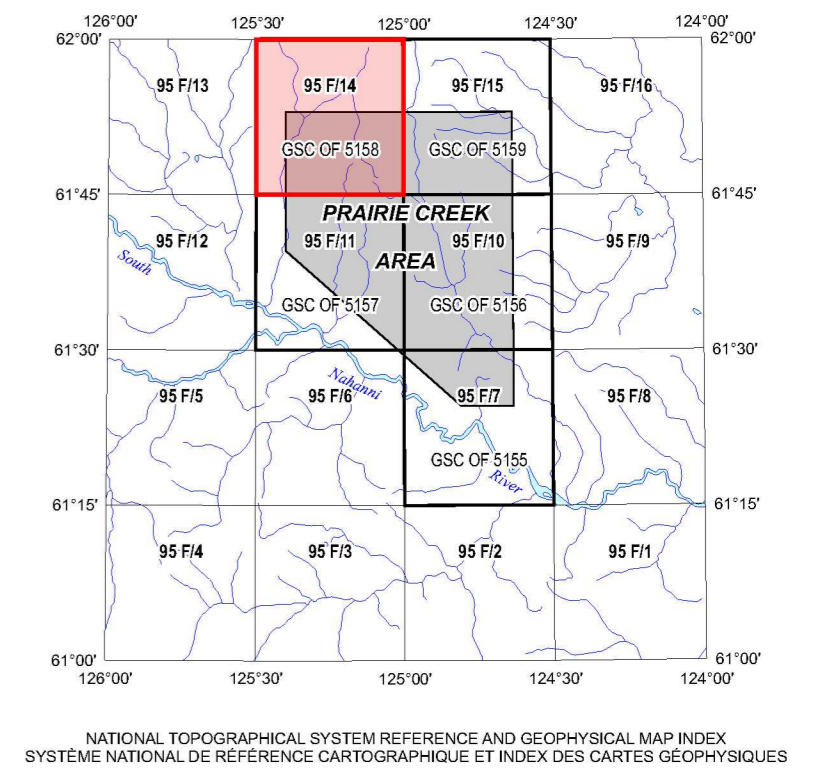 126°00' 125°30' 125°00' 124°30' 124°00'
62°00' 62°00'
95 F/13 95 F/14 95 F/15 95 F/16
GSC OF 5158 GSC OF 5159
61°45' 61°45'
PRAIRIE CREEK
95 F/12 95 F/11 95 F/10 95 F/9
AREA
South
GSC OF 5157 GSC OF 5156
61°30' 61°30'
Nahanni
95 F/5 95 F/6 95 F/7 95 F/8
GSC OF 5155
River
61°15' 61°15'
95 F/4 95 F/3 95 F/2 95 F/1
61°00' 61°00'
126°00' 125°30' 125°00' 124°30' 124°00'
NATIONAL TOPOGRAPHICAL SYSTEM REFERENCE AND GEOPHYSICAL MAP INDEX
SYSTÈME NATIONAL DE RÉFÉRENCE CARTOGRAPHIQUE ET INDEX DES CARTES GÉOPHYSIQUES